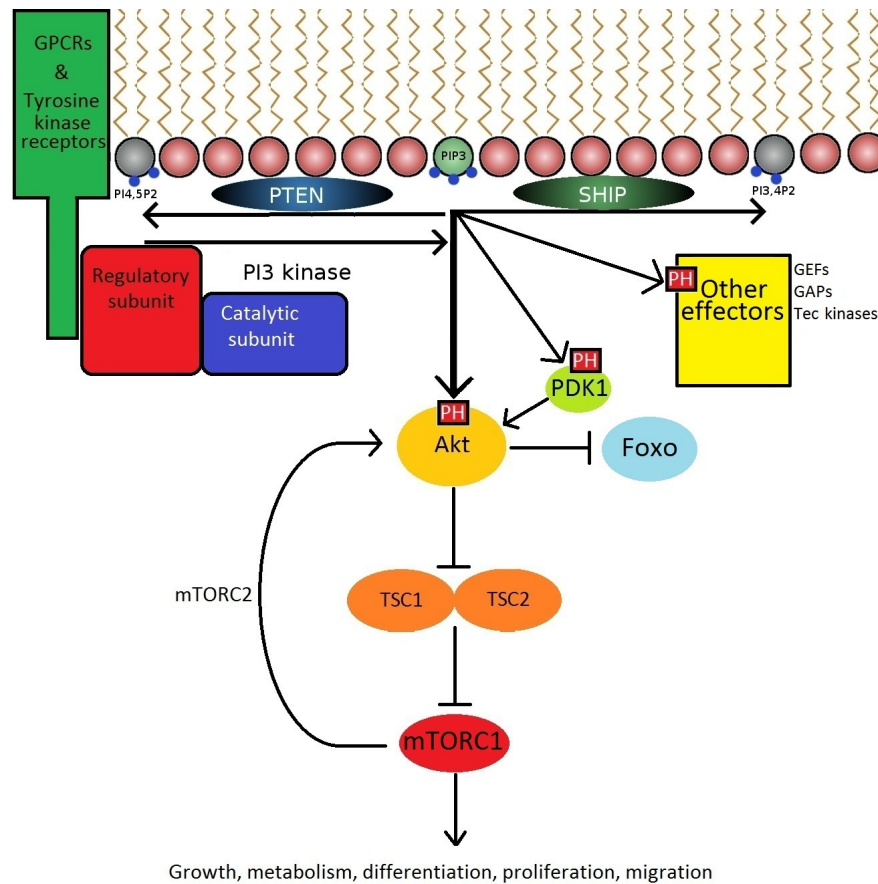 GPCRs
&
Tyrosine
kinase
receptors
PIP3
PI4,5P2
PTEN
SHIP
PI3,4P2
Regulatory
subunit
PI3 kinase
Catalytic
subunit
PH
Other
effectors
GEFs
GAPs
Tec kinases
PH
PDK1
PH
Akt
Foxo
mTORC2
TSC1
TSC2
mTORC1
Growth, metabolism, differentiation, proliferation, migration